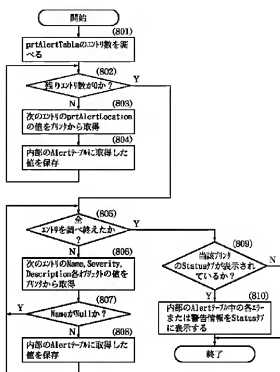 開始
(801)
prtAlertTableのエントリ数を調
べる
(802)
残りエントリ数が0か?
Y
N
(803)
次のエントリのprtAlertLocation
の値をプリンタから取得
(804)
内部のAlertテーブルに取得した
値を保存
(805)
全
エントリを調べ終えたか
?
Y
N
(806)
次のエントリのName, Severity,
Description各オブジェクトの値を
プリンタから取得
(807)
Y
NameがNullか?
N
(808)
内部のAlertテーブルに取得した
値を保存
(809)
当該プリンタ
のStatusタブが表示されて
いるか?
N
Y
(810)
内部のAlertテーブル中の各エラー
または警告情報をStatusタブ
に表示する
終了